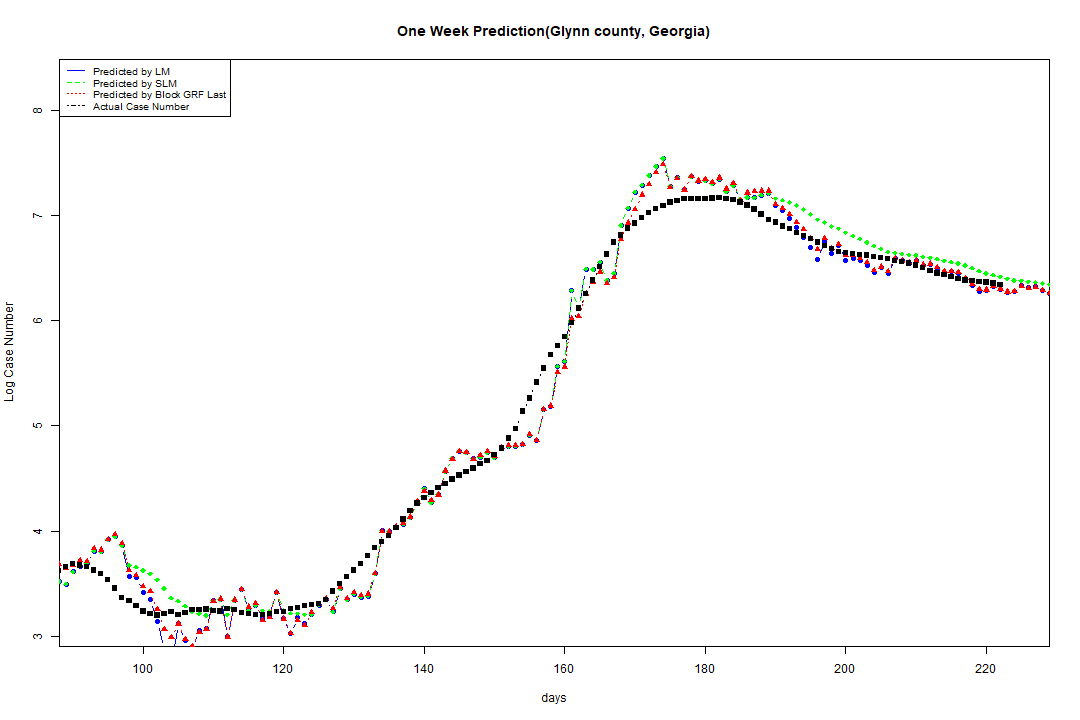 One Week Prediction(Glynn county, Georgia)
Predicted by LM
Predicted by SLM
Predicted by Block GRF Last
Actual Case Number
8
7
6
5
4
3
Log Case Number
100 120 140 160 180 200 220
days